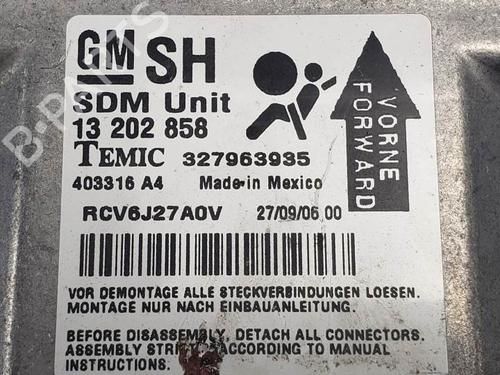 GM SH
SDM Unit
13 202 858
TEMIC 327963935
403316 A4 Made in Mexico
RCV6J27A0V 27/09/06 00
VORNE
FORWARD
VOR DEMONTAGE ALLE STECKVERBINDUNGEN LOESEN.
MONTAGE NUR NACH EINBAUANLEITUNG.
BEFORE DISASSEMBLY, DETACH ALL CONNECTORS.
ASSEMBLY ACCORDING TO MANUAL
INSTRUCTIONS
B-PARTS